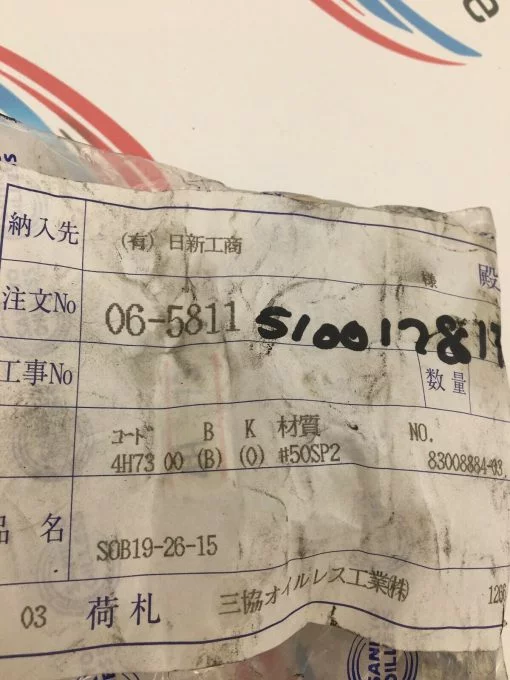 納入先 (有) 日新工商 様 殿
注文No 06-5811 510012817
工事No 数量
コード B K 材質 NO.
4H73 00 (B) (O) #50SP2 83008884-03
品 名 SOB19-26-15
03 荷札 三協オイルレス工業(株)